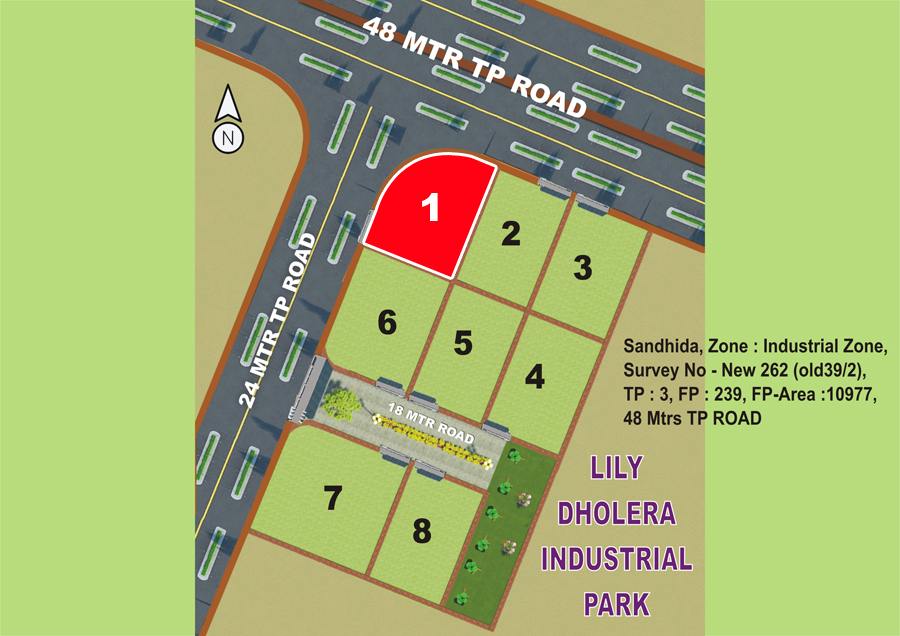 48 MTR TP ROAD
N
24 MTR TP ROAD
1
2
3
6
5
4
18 MTR ROAD
7
8
Sandhida, Zone : Industrial Zone,
Survey No - New 262 (old39/2),
TP : 3, FP : 239, FP-Area :10977,
48 Mtrs TP ROAD
LILY
DHOLERA
INDUSTRIAL
PARK